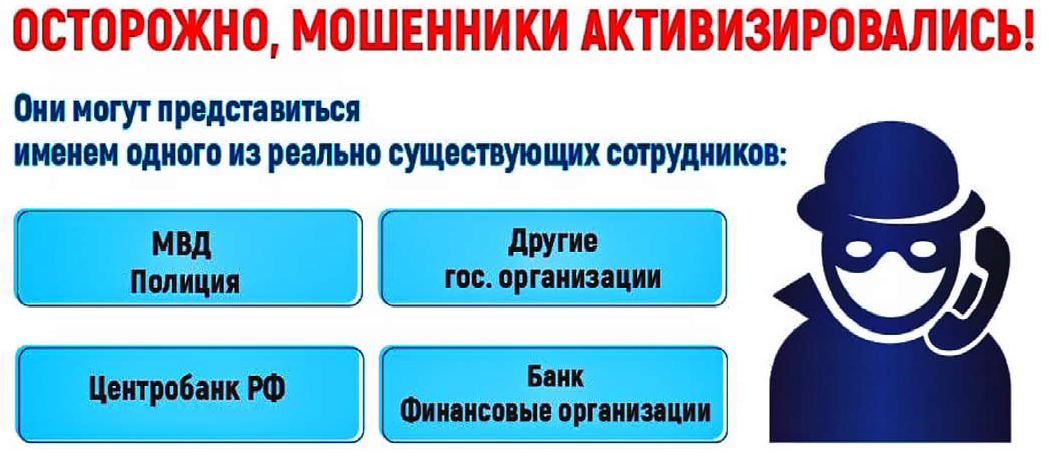 ОСТОРОЖНО, МОШЕННИКИ АКТИВИЗИРОВАЛИСЬ!
Они могут представиться
именем одного из реально существующих сотрудников:
МВД
Полиция
Другие
гос. организации
Центробанк РФ
Банк
Финансовые организации